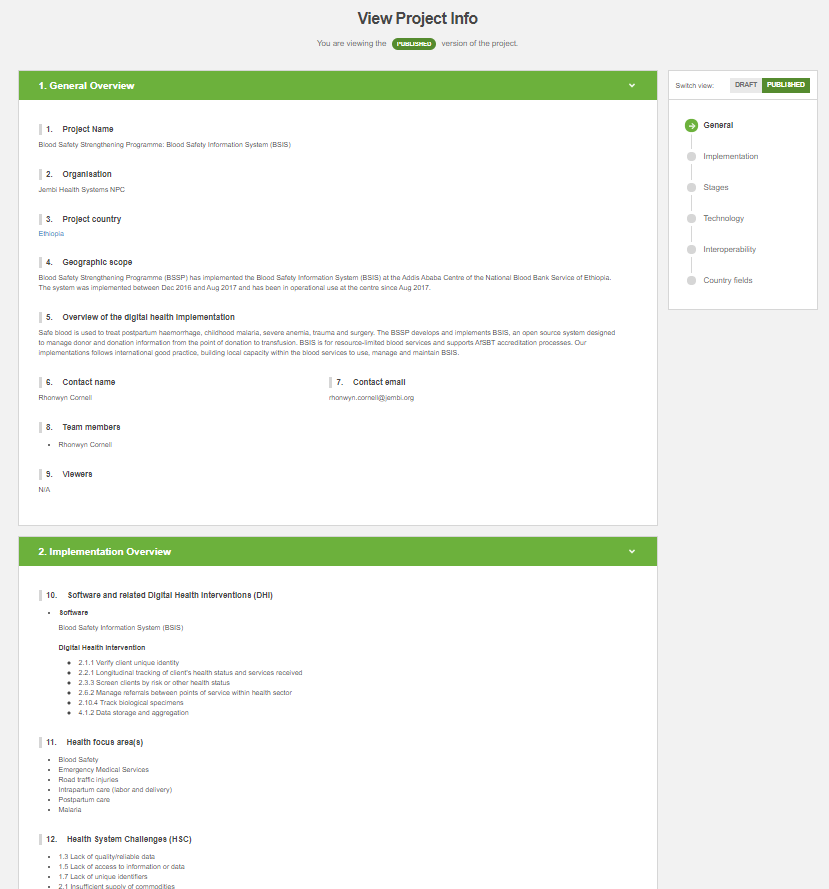 View Project Info
You are viewing the PUBLISHED version of the project.
1. General Overview
1. Project Name
Blood Safety Strengthening Programme: Blood Safety Information System (BSIS)
2. Organisation
Jembi Health Systems NPC
3. Project country
Ethiopia
4. Geographic scope
Blood Safety Strengthening Programme (BSSP) has implemented the Blood Safety Information System (BSIS) at the Addis Ababa Centre of the National Blood Bank Service of Ethiopia.
The system was implemented between Dec 2016 and Aug 2017 and has been in operational use at the centre since Aug 2017.
5. Overview of the digital health implementation
Safe blood is used to treat postpartum haemorrhage, childhood malaria, severe anemia, trauma and surgery. The BSSP develops and implements BSIS, an open source system designed
to manage donor and donation information from the point of donation to transfusion. BSIS is for resource-limited blood services and supports AfSBT accreditation processes. Our
implementations follows international good practice, building local capacity within the blood services to use, manage and maintain BSIS.
6. Contact name
Rhonwyn Cornell
7. Contact email
rhonwyn.cornell@jembi.org
8. Team members
• Rhonwyn Cornell
9. Viewers
N/A
2. Implementation Overview
10. Software and related Digital Health Interventions (DHI)
• Software
Blood Safety Information System (BSIS)
Digital Health Intervention
• 2.1.1 Verify client unique identity
• 2.2.1 Longitudinal tracking of client's health status and services received
• 2.3.3 Screen clients by risk or other health status
• 2.6.2 Manage referrals between points of service within health sector
• 2.10.4 Track biological specimens
• 4.1.2 Data storage and aggregation
11. Health focus area(s)
• Blood Safety
• Emergency Medical Services
• Road traffic injuries
• Intrapartum care (labor and delivery)
• Postpartum care
• Malaria
12. Health System Challenges (HSC)
• 1.3 Lack of quality/reliable data
• 1.5 Lack of access to information or data
• 1.7 Lack of unique identifiers
• 2.1 Insufficient supply of commodities
Switch view: DRAFT PUBLISHED
General
Implementation
Stages
Technology
Interoperability
Country fields